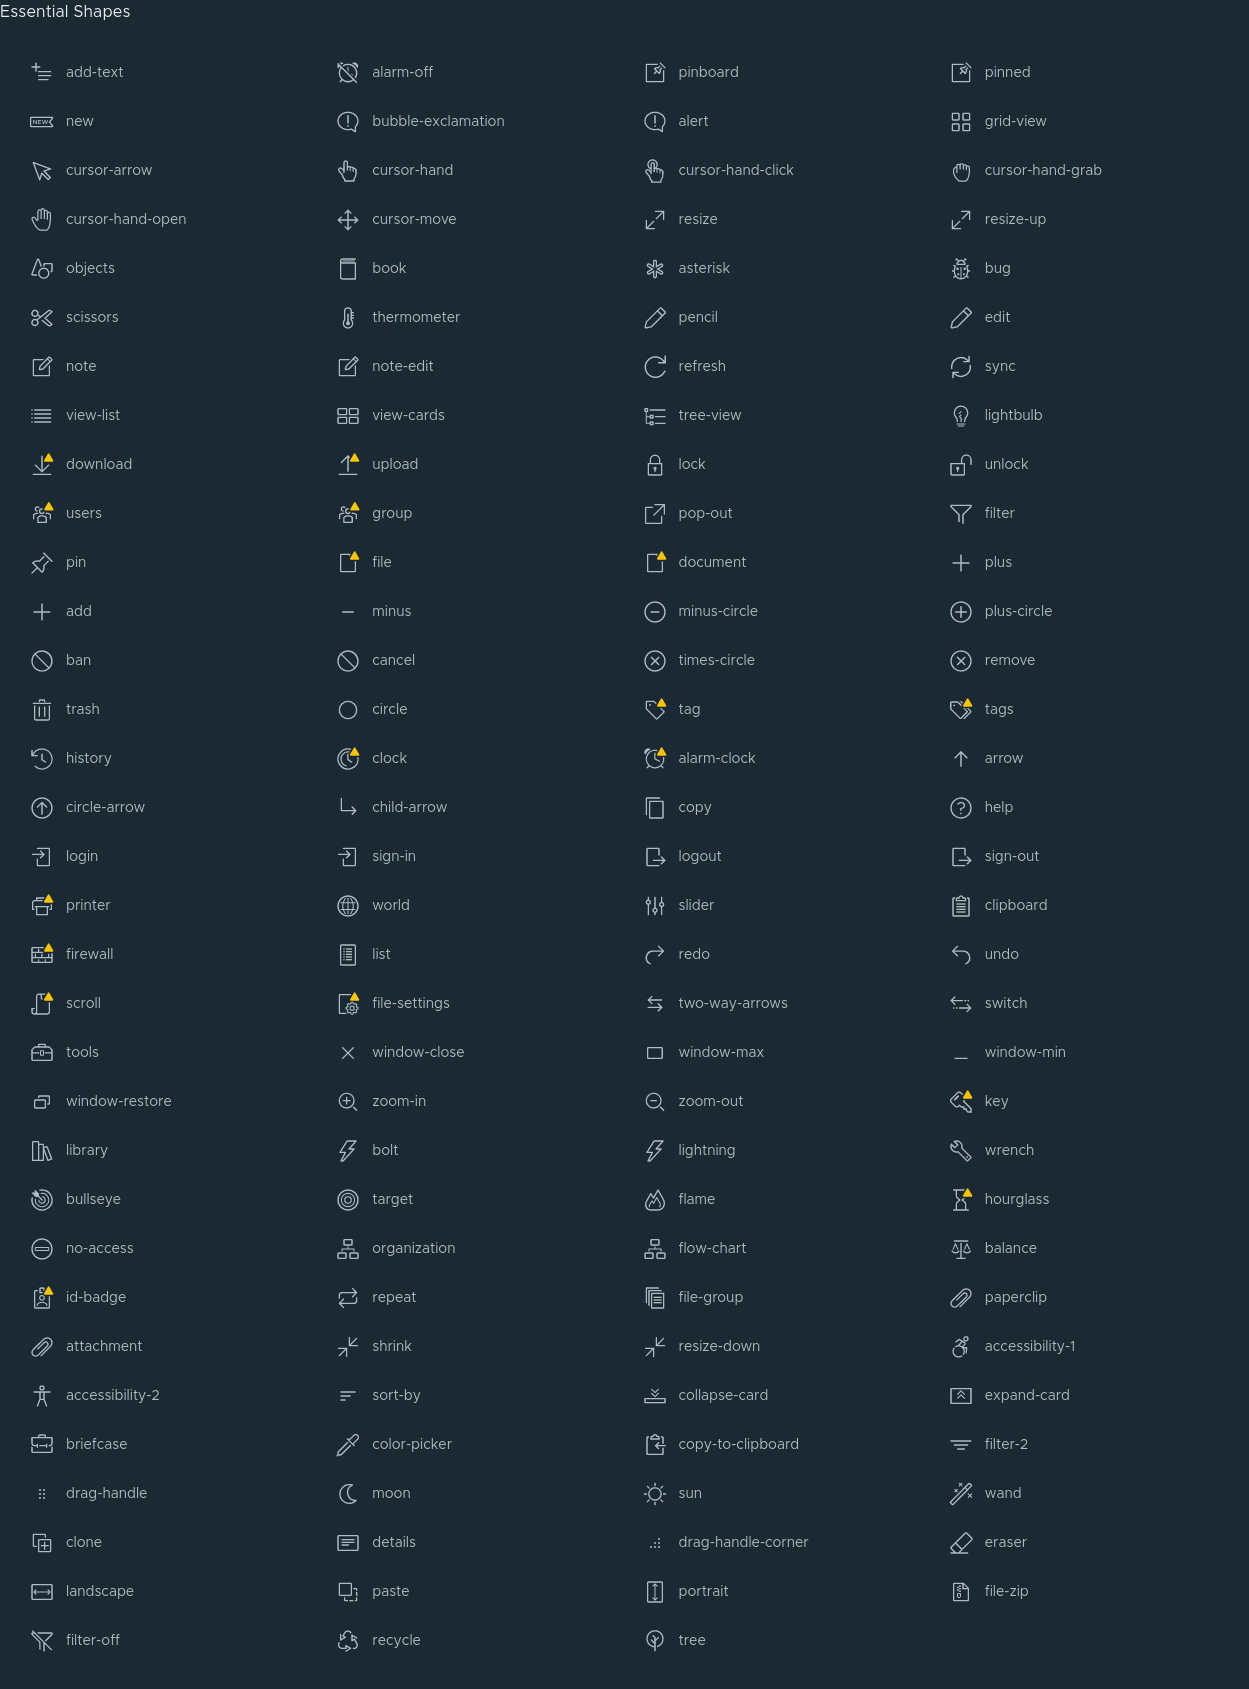 Essential Shapes
add-text alarm-off pinboard pinned
NEW new bubble-exclamation alert grid-view
cursor-arrow cursor-hand cursor-hand-click cursor-hand-grab
cursor-hand-open cursor-move resize resize-up
objects book asterisk bug
scissors thermometer pencil edit
note note-edit refresh sync
view-list view-cards tree-view lightbulb
download upload lock unlock
users group pop-out filter
pin file document plus
add minus minus-circle plus-circle
ban cancel times-circle remove
trash circle tag tags
history clock alarm-clock arrow
circle-arrow child-arrow copy help
login sign-in logout sign-out
printer world slider clipboard
firewall list redo undo
scroll file-settings two-way-arrows switch
tools window-close window-max window-min
window-restore zoom-in zoom-out key
library bolt lightning wrench
bullseye target flame hourglass
no-access organization flow-chart balance
id-badge repeat file-group paperclip
attachment shrink resize-down accessibility-1
accessibility-2 sort-by collapse-card expand-card
briefcase color-picker copy-to-clipboard filter-2
drag-handle moon sun wand
clone details drag-handle-corner eraser
landscape paste portrait file-zip
filter-off recycle tree